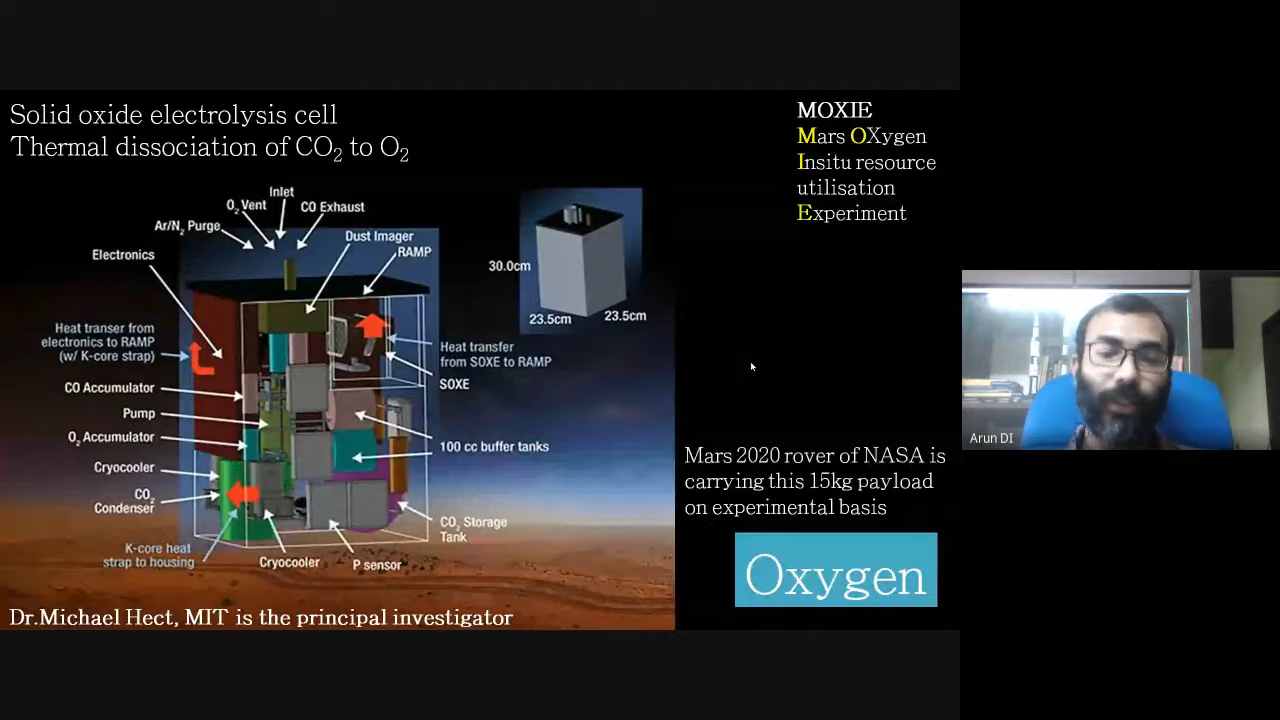 Solid oxide electrolysis cell
Thermal dissociation of CO₂ to O₂
MOXIE
Mars OXygen
Insitu resource
utilisation
Experiment
Inlet
O₂ Vent
CO Exhaust
Ar/N₂ Purge
Dust Imager
Electronics
RAMP
30.0cm
23.5cm
23.5cm
Heat transer from
electronics to RAMP
(w/ K-core strap)
Heat transfer
from SOXE to RAMP
SOXE
CO Accumulator
Pump
O₂ Accumulator
100 cc buffer tanks
Cryocooler
CO₂
Condenser
CO₂ Storage
Tank
K-core heat
strap to housing
Cryocooler
P sensor
Mars 2020 rover of NASA is
carrying this 15kg payload
on experimental basis
Oxygen
Dr.Michael Hect, MIT is the principal investigator
Arun DI